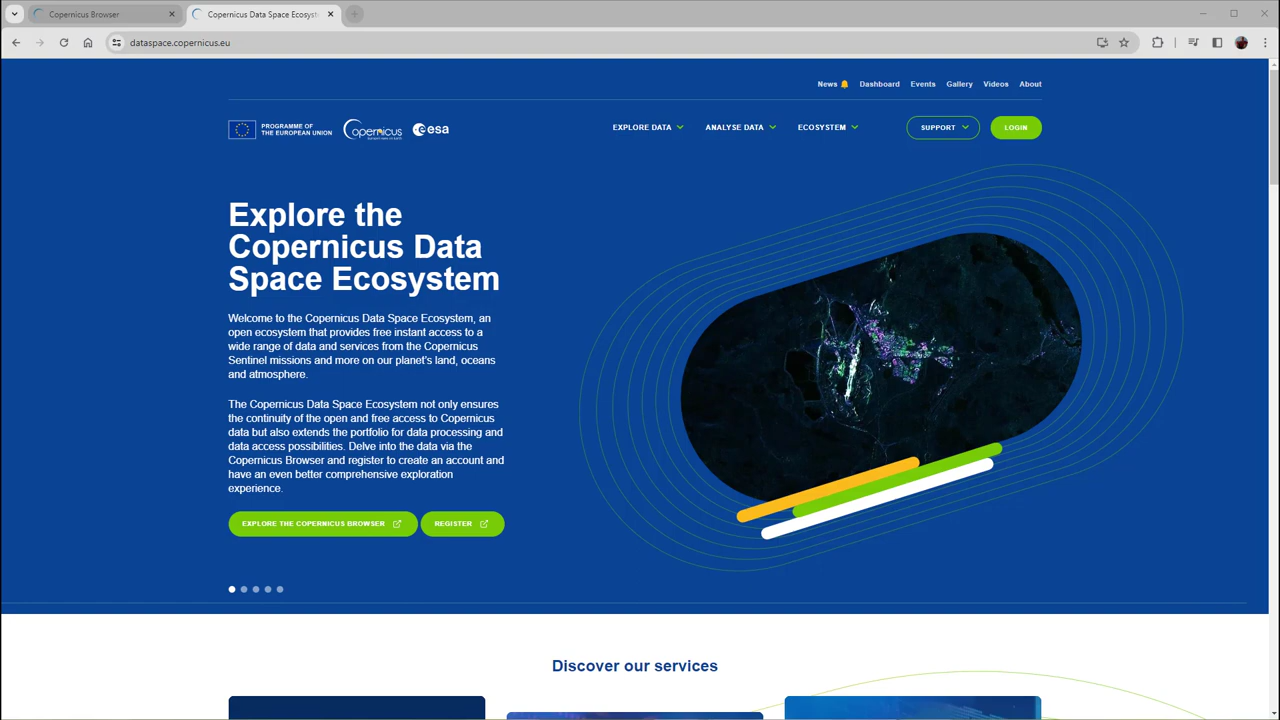 Copernicus Browser
Copernicus Data Space Ecosyst
dataspace.copernicus.eu
News Dashboard Events Gallery Videos About
PROGRAMME OF
THE EUROPEAN UNION
opernicus
esa
EXPLORE DATA ANALYSE DATA ECOSYSTEM SUPPORT LOGIN
Explore the
Copernicus Data
Space Ecosystem
Welcome to the Copernicus Data Space Ecosystem, an
open ecosystem that provides free instant access to a
wide range of data and services from the Copernicus
Sentinel missions and more on our planet's land, oceans
and atmosphere.
The Copernicus Data Space Ecosystem not only ensures
the continuity of the open and free access to Copernicus
data but also extends the portfolio for data processing and
data access possibilities. Delve into the data via the
Copernicus Browser and register to create an account and
have an even better comprehensive exploration
experience.
EXPLORE THE COPERNICUS BROWSER REGISTER
Discover our services